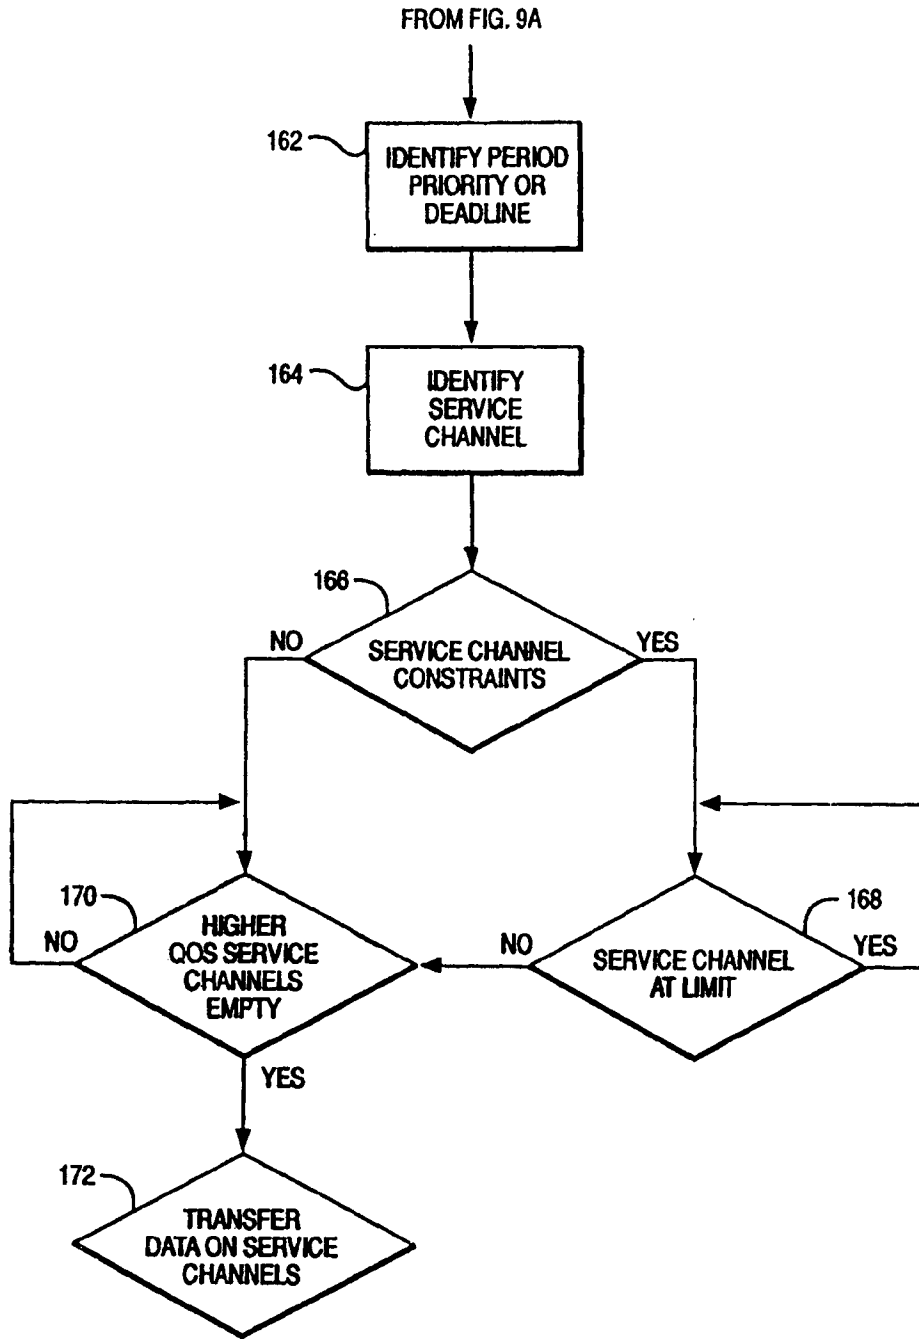 FROM FIG. 9A
162
IDENTIFY PERIOD
PRIORITY OR
DEADLINE
164
IDENTIFY
SERVICE
CHANNEL
166
NO
SERVICE CHANNEL
CONSTRAINTS
YES
170
NO
HIGHER
QOS SERVICE
CHANNELS
EMPTY
YES
168
NO
SERVICE CHANNEL
AT LIMIT
YES
172
TRANSFER
DATA ON SERVICE
CHANNELS